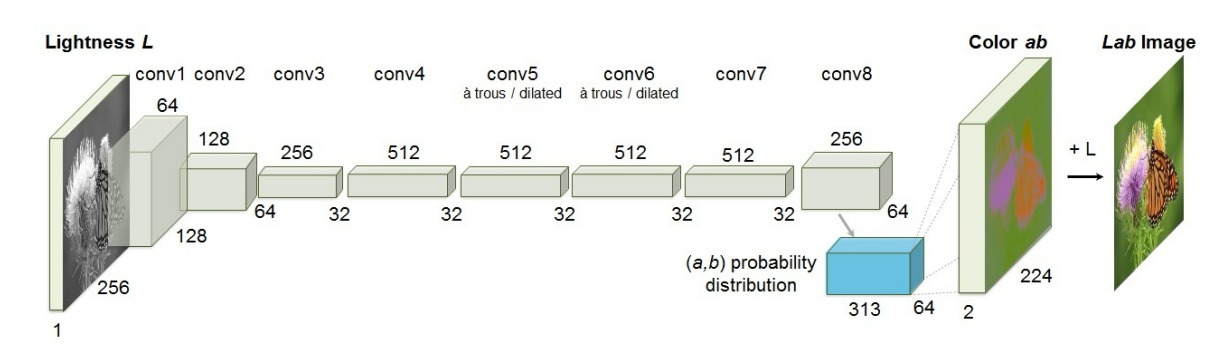 Lightness L
Color ab
Lab Image
conv1
conv2
conv3
conv4
conv5
à trous / dilated
conv6
à trous / dilated
conv7
conv8
64
128
256
512
512
512
512
256
+ L
64
32
32
32
32
32
64
128
256
1
(a,b) probability
distribution
313
64
2
224